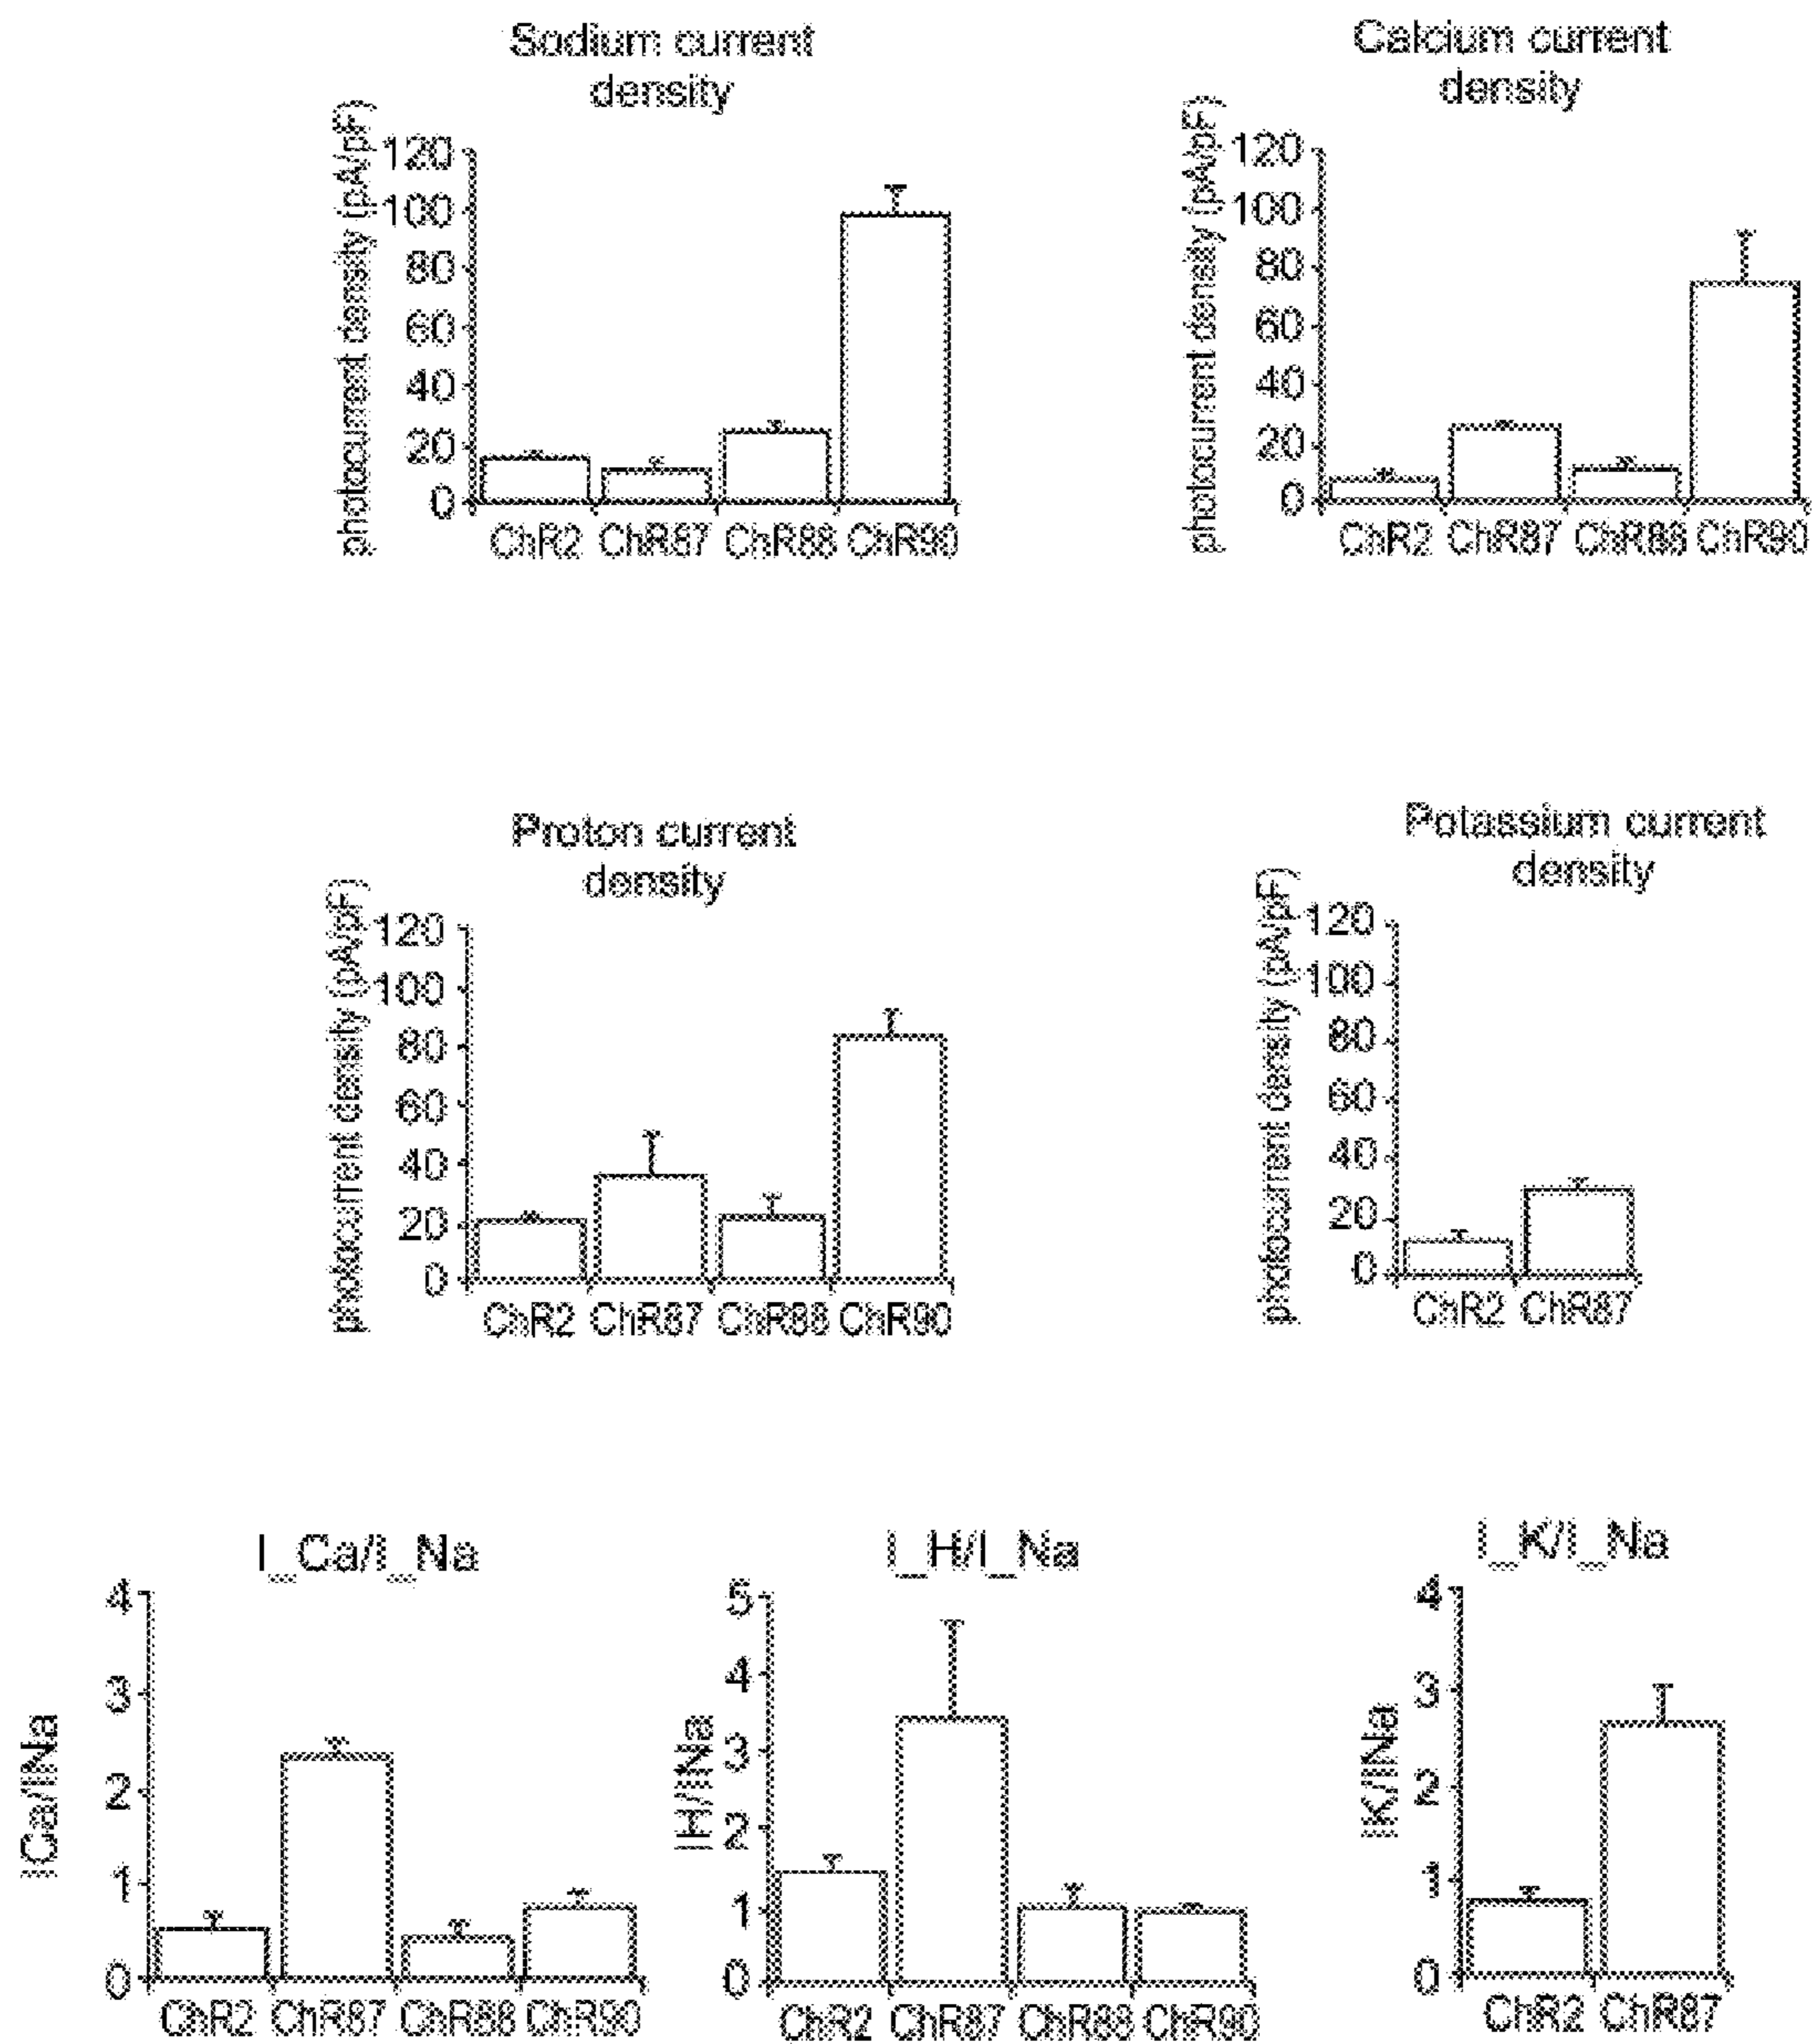 Sodium current
density
photocurrent density (pA/pF)
120
100
80
60
40
20
0
ChR2 ChR87 ChR88 ChR90
Calcium current
density
photocurrent density (pA/pF)
120
100
80
60
40
20
0
ChR2 ChR87 ChR88 ChR90
Proton current
density
photocurrent density (pA/pF)
120
100
80
60
40
20
0
ChR2 ChR87 ChR88 ChR90
Potassium current
density
photocurrent density (pA/pF)
120
100
80
60
40
20
0
ChR2 ChR87
I_Ca/I_Na
ICa/INa
4
3
2
1
0
ChR2 ChR87 ChR88 ChR90
I_H/I_Na
IH/INa
5
4
3
2
1
0
ChR2 ChR87 ChR88 ChR90
I_K/I_Na
IK/INa
4
3
2
1
0
ChR2 ChR87